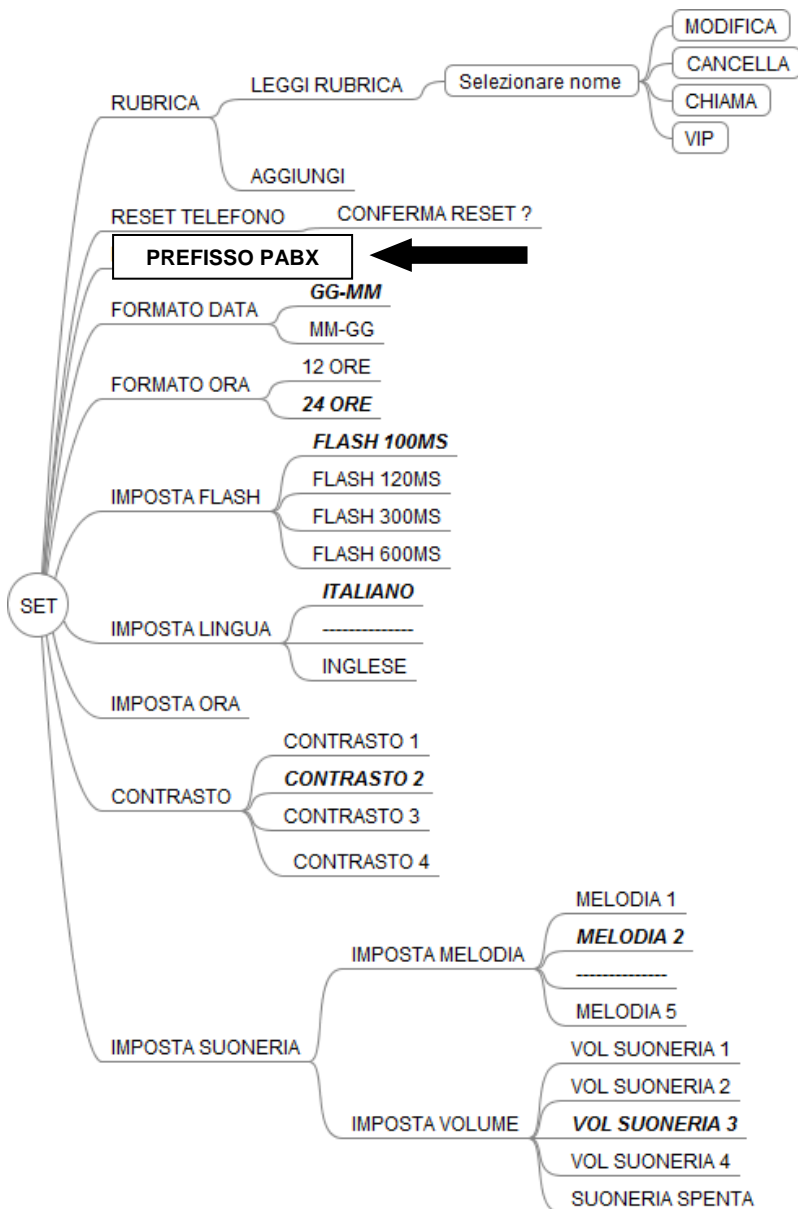 MODIFICA
CANCELLA
LEGGI RUBRICA
Selezionare nome
RUBRICA
CHIAMA
VIP
AGGIUNGI
RESET TELEFONO
CONFERMA RESET ?
PREFISSO PABX
GG-MM
FORMATO DATA
MM-GG
12 ORE
FORMATO ORA
24 ORE
FLASH 100MS
FLASH 120MS
IMPOSTA FLASH
FLASH 300MS
FLASH 600MS
ITALIANO
SET
IMPOSTA LINGUA
--------------
INGLESE
IMPOSTA ORA
CONTRASTO 1
CONTRASTO 2
CONTRASTO
CONTRASTO 3
CONTRASTO 4
MELODIA 1
MELODIA 2
IMPOSTA MELODIA
--------------
MELODIA 5
IMPOSTA SUONERIA
VOL SUONERIA 1
VOL SUONERIA 2
IMPOSTA VOLUME
VOL SUONERIA 3
VOL SUONERIA 4
SUONERIA SPENTA